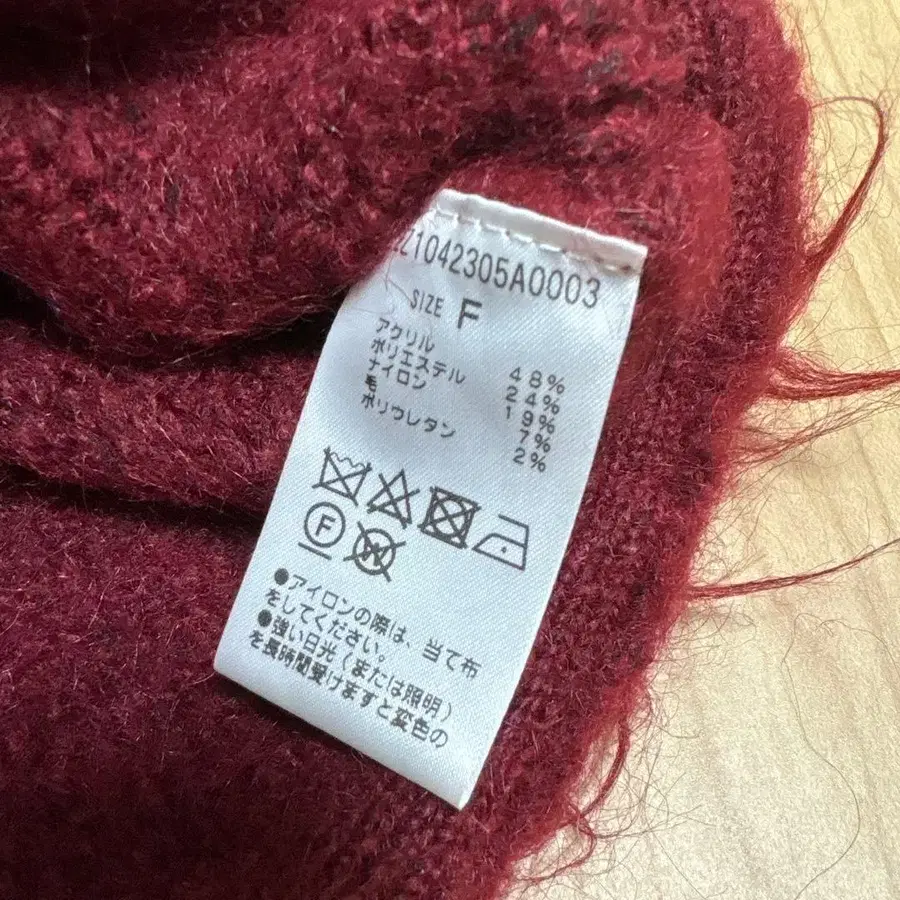 Z1042305A0003
SIZE F
アクリル 48%
ポリエステル 24%
ナイロン 19%
毛 7%
ポリウレタン 2%
F
W
●アイロンの際は、当て布
をしてください。
●強い日光(または照明)
を長時間受けますと変色の